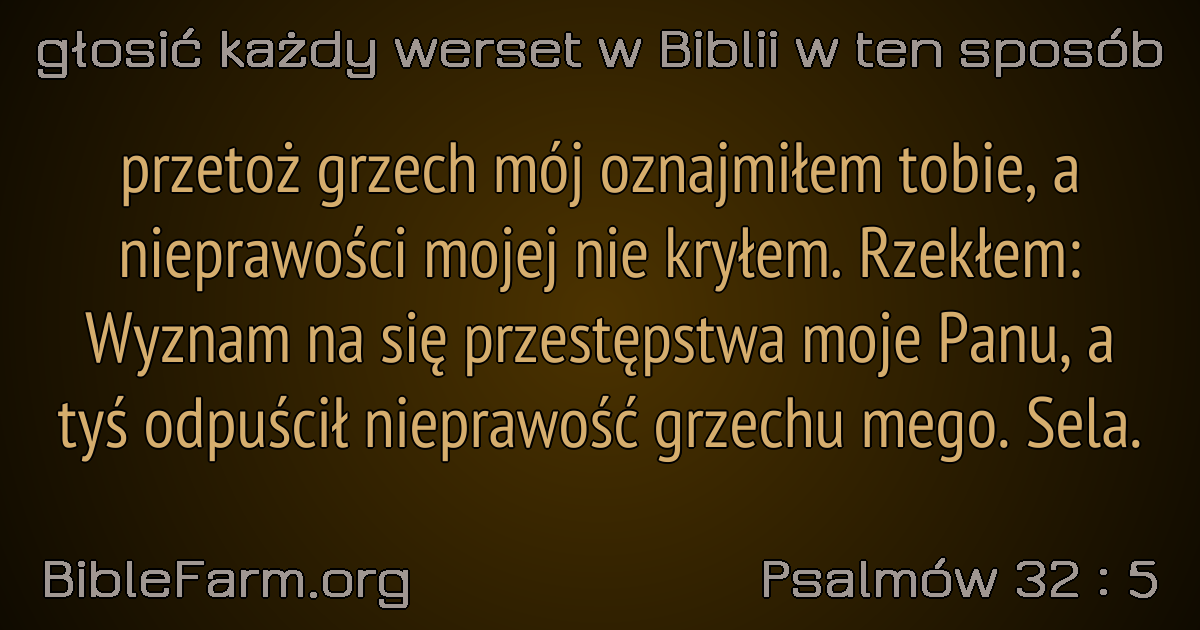 głosić każdy werset w Biblii w ten sposób
przetoż grzech mój oznajmiłem tobie, a
nieprawości mojej nie kryłem. Rzekłem:
Wyznam na się przestępstwa moje Panu, a
tyś odpuścił nieprawość grzechu mego. Sela.
BibleFarm.org
Psalmów 32 : 5